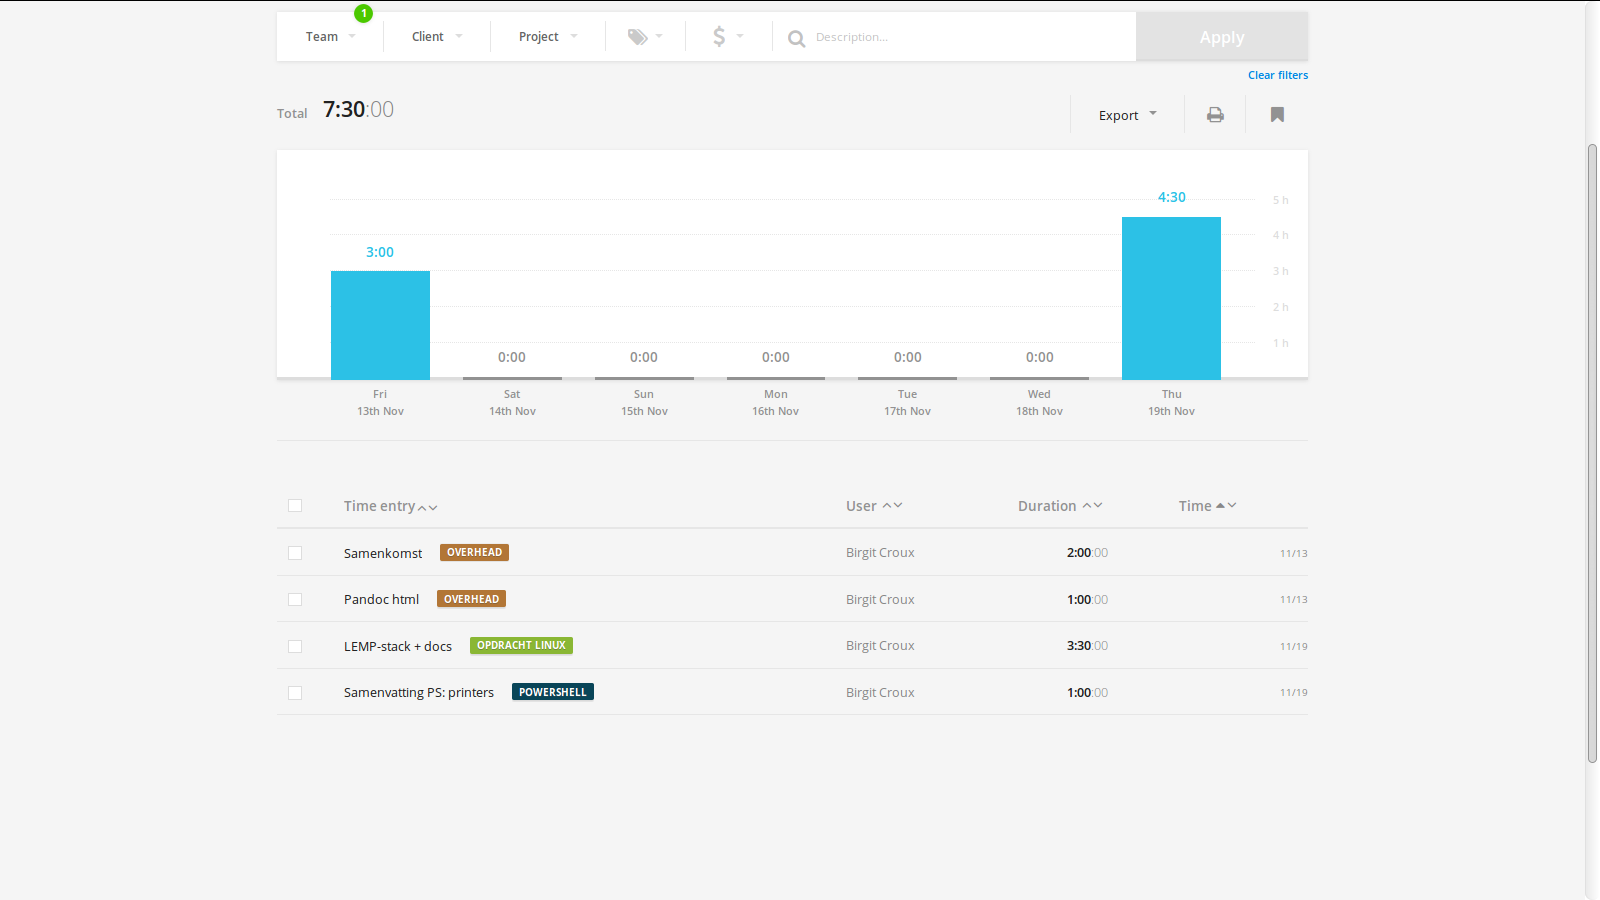 1
Team Client Project $ Description... Apply
Clear filters
Total 7:30:00 Export
4:30 5 h
4 h
3:00
3 h
2 h
1 h
0:00 0:00 0:00 0:00 0:00
Fri Sat Sun Mon Tue Wed Thu
13th Nov 14th Nov 15th Nov 16th Nov 17th Nov 18th Nov 19th Nov
Time entry User Duration Time
Samenkomst OVERHEAD Birgit Croux 2:00:00 11/13
Pandoc html OVERHEAD Birgit Croux 1:00:00 11/13
LEMP-stack + docs OPDRACHT LINUX Birgit Croux 3:30:00 11/19
Samenvatting PS: printers POWERSHELL Birgit Croux 1:00:00 11/19